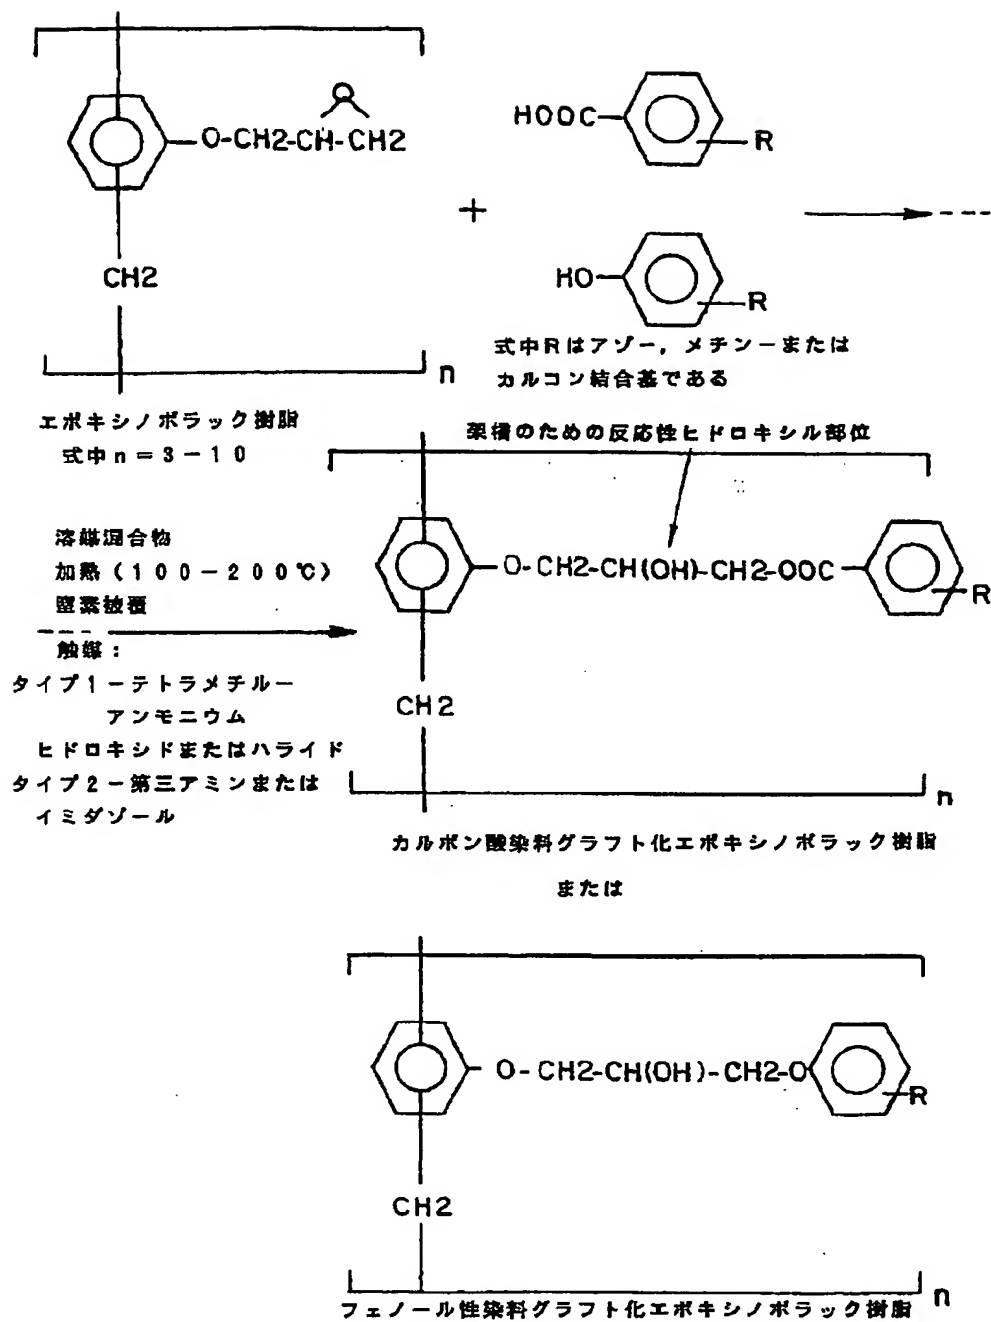 O
O-CH2-CH-CH2
HOOC
R
+
CH2
HO
R
n
式中Rはアゾー，メチンーまたは
カルコン結合基である
エポキシノボラック樹脂
式中n＝3－10
架橋のための反応性ヒドロキシル部位
溶媒混合物
加熱（100－200℃）
窒素被覆
O-CH2-CH(OH)-CH2-OOC
R
触媒：
タイプ1ーテトラメチルー
アンモニウム
ヒドロキシドまたはハライド
タイプ2ー第三アミンまたは
イミダゾール
CH2
n
カルボン酸染料グラフト化エポキシノボラック樹脂
または
O-CH2-CH(OH)-CH2-O
R
CH2
n
フェノール性染料グラフト化エポキシノボラック樹脂